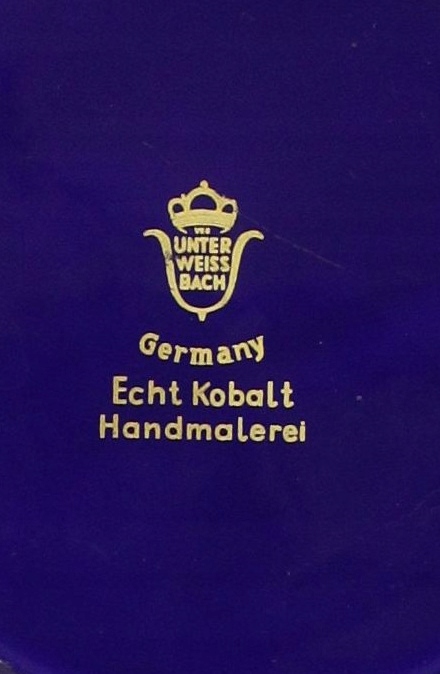 VEB
UNTER
WEISS
BACH
Germany
Echt Kobalt
Handmalerei